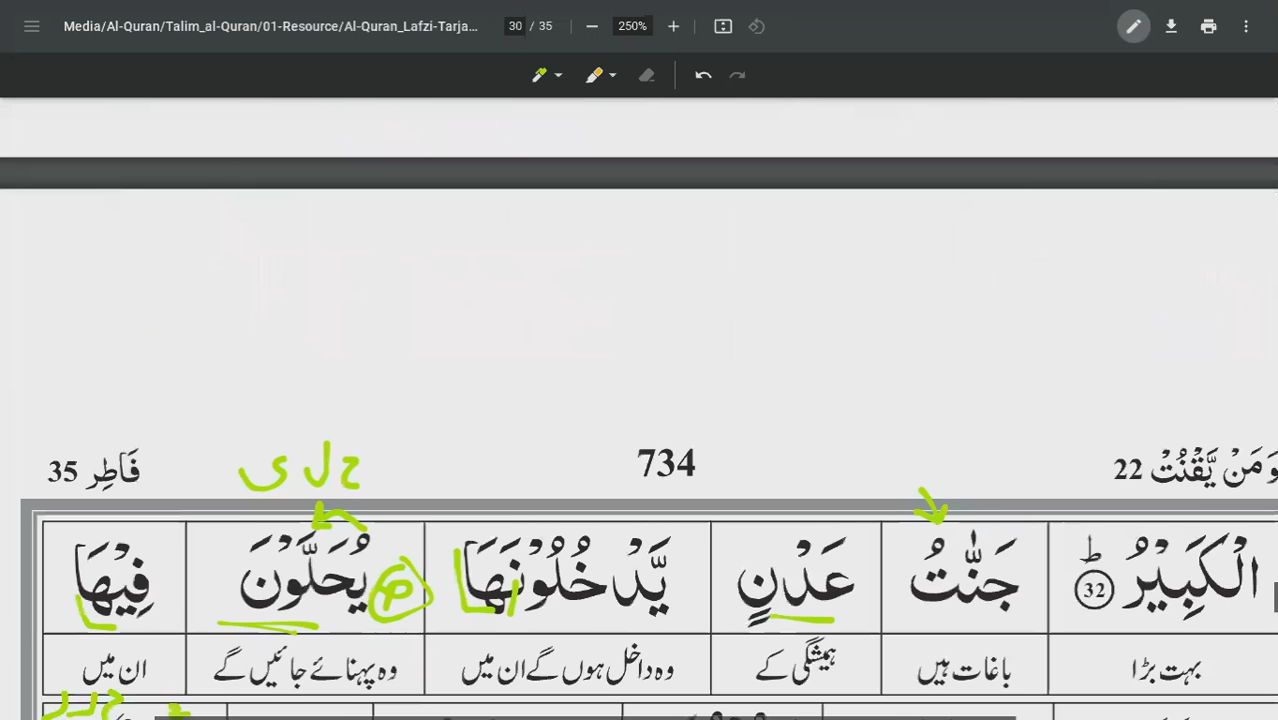 Media/Al-Quran/Talim_al-Quran/01-Resource/Al-Quran_Lafzi-Tarja...
30 / 35
250%
وَمَنْ يَّقْنُتْ 22
734
فَاطِر 35
ح ل ی
الْكَبِيْرُ ط 32 جَنّٰتُ عَدْنٍ يَّدْخُلُوْنَهَا P يُحَلَّوْنَ فِيْهَا
بہت بڑا باغات ہیں ہمیشگی کے وہ داخل ہوں گے ان میں وہ پہنائے جائیں گے ان میں